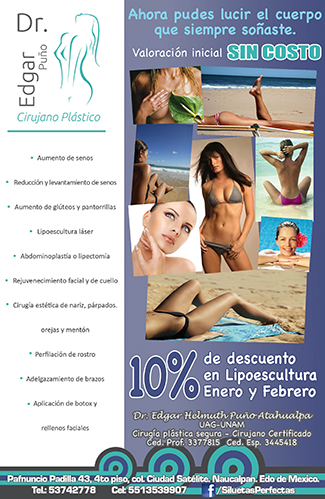 Dr.
Edgar
Puño
Cirujano Plástico
• Aumento de senos
• Reducción y levantamiento de senos
• Aumento de glúteos y pantorrillas
• Lipoescultura láser
• Abdominoplastía o lipectomía
• Rejuvenecimiento facial y de cuello
• Cirugía estética de nariz, párpados,
orejas y mentón
• Perfilación de rostro
• Adelgazamiento de brazos
• Aplicación de botox y
rellenos faciales
Ahora pudes lucir el cuerpo
que siempre soñaste.
Valoración inicial SIN COSTO
10% de descuento
en Lipoescultura
Enero y Febrero
Dr. Edgar Helmuth Puño Atahualpa
UAG-UNAM
Cirugía plástica segura - Cirujano Certificado
Ced. Prof. 3377815 Ced. Esp. 3445418
Pafnuncio Padilla 43, 4to piso, col. Ciudad Satélite, Naucalpan. Edo de Mexico.
Tel: 53742778 Cel: 5513539907 f/SiluetasPerfectas